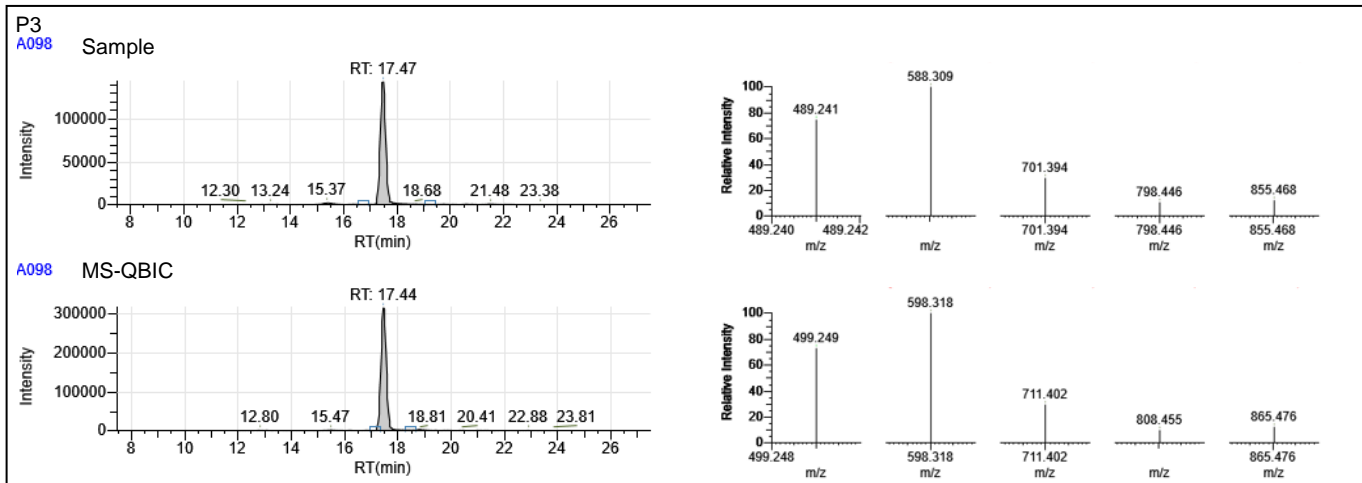 P3
A098 Sample
RT: 17.47
Intensity
100000
50000
0
12.30 13.24 15.37 18.68 21.48 23.38
8 10 12 14 16 18 20 22 24 26
RT(min)
Relative Intensity
100
80
60
40
20
0
489.241
588.309
701.394
798.446
855.468
489.240 489.242 701.394 798.446 855.468
m/z m/z m/z m/z m/z
A098 MS-QBIC
RT: 17.44
Intensity
300000
200000
100000
0
12.80 15.47 18.81 20.41 22.88 23.81
8 10 12 14 16 18 20 22 24 26
RT(min)
Relative Intensity
100
80
60
40
20
0
499.249
598.318
711.402
808.455
865.476
499.248 598.318 711.402 865.476
m/z m/z m/z m/z m/z